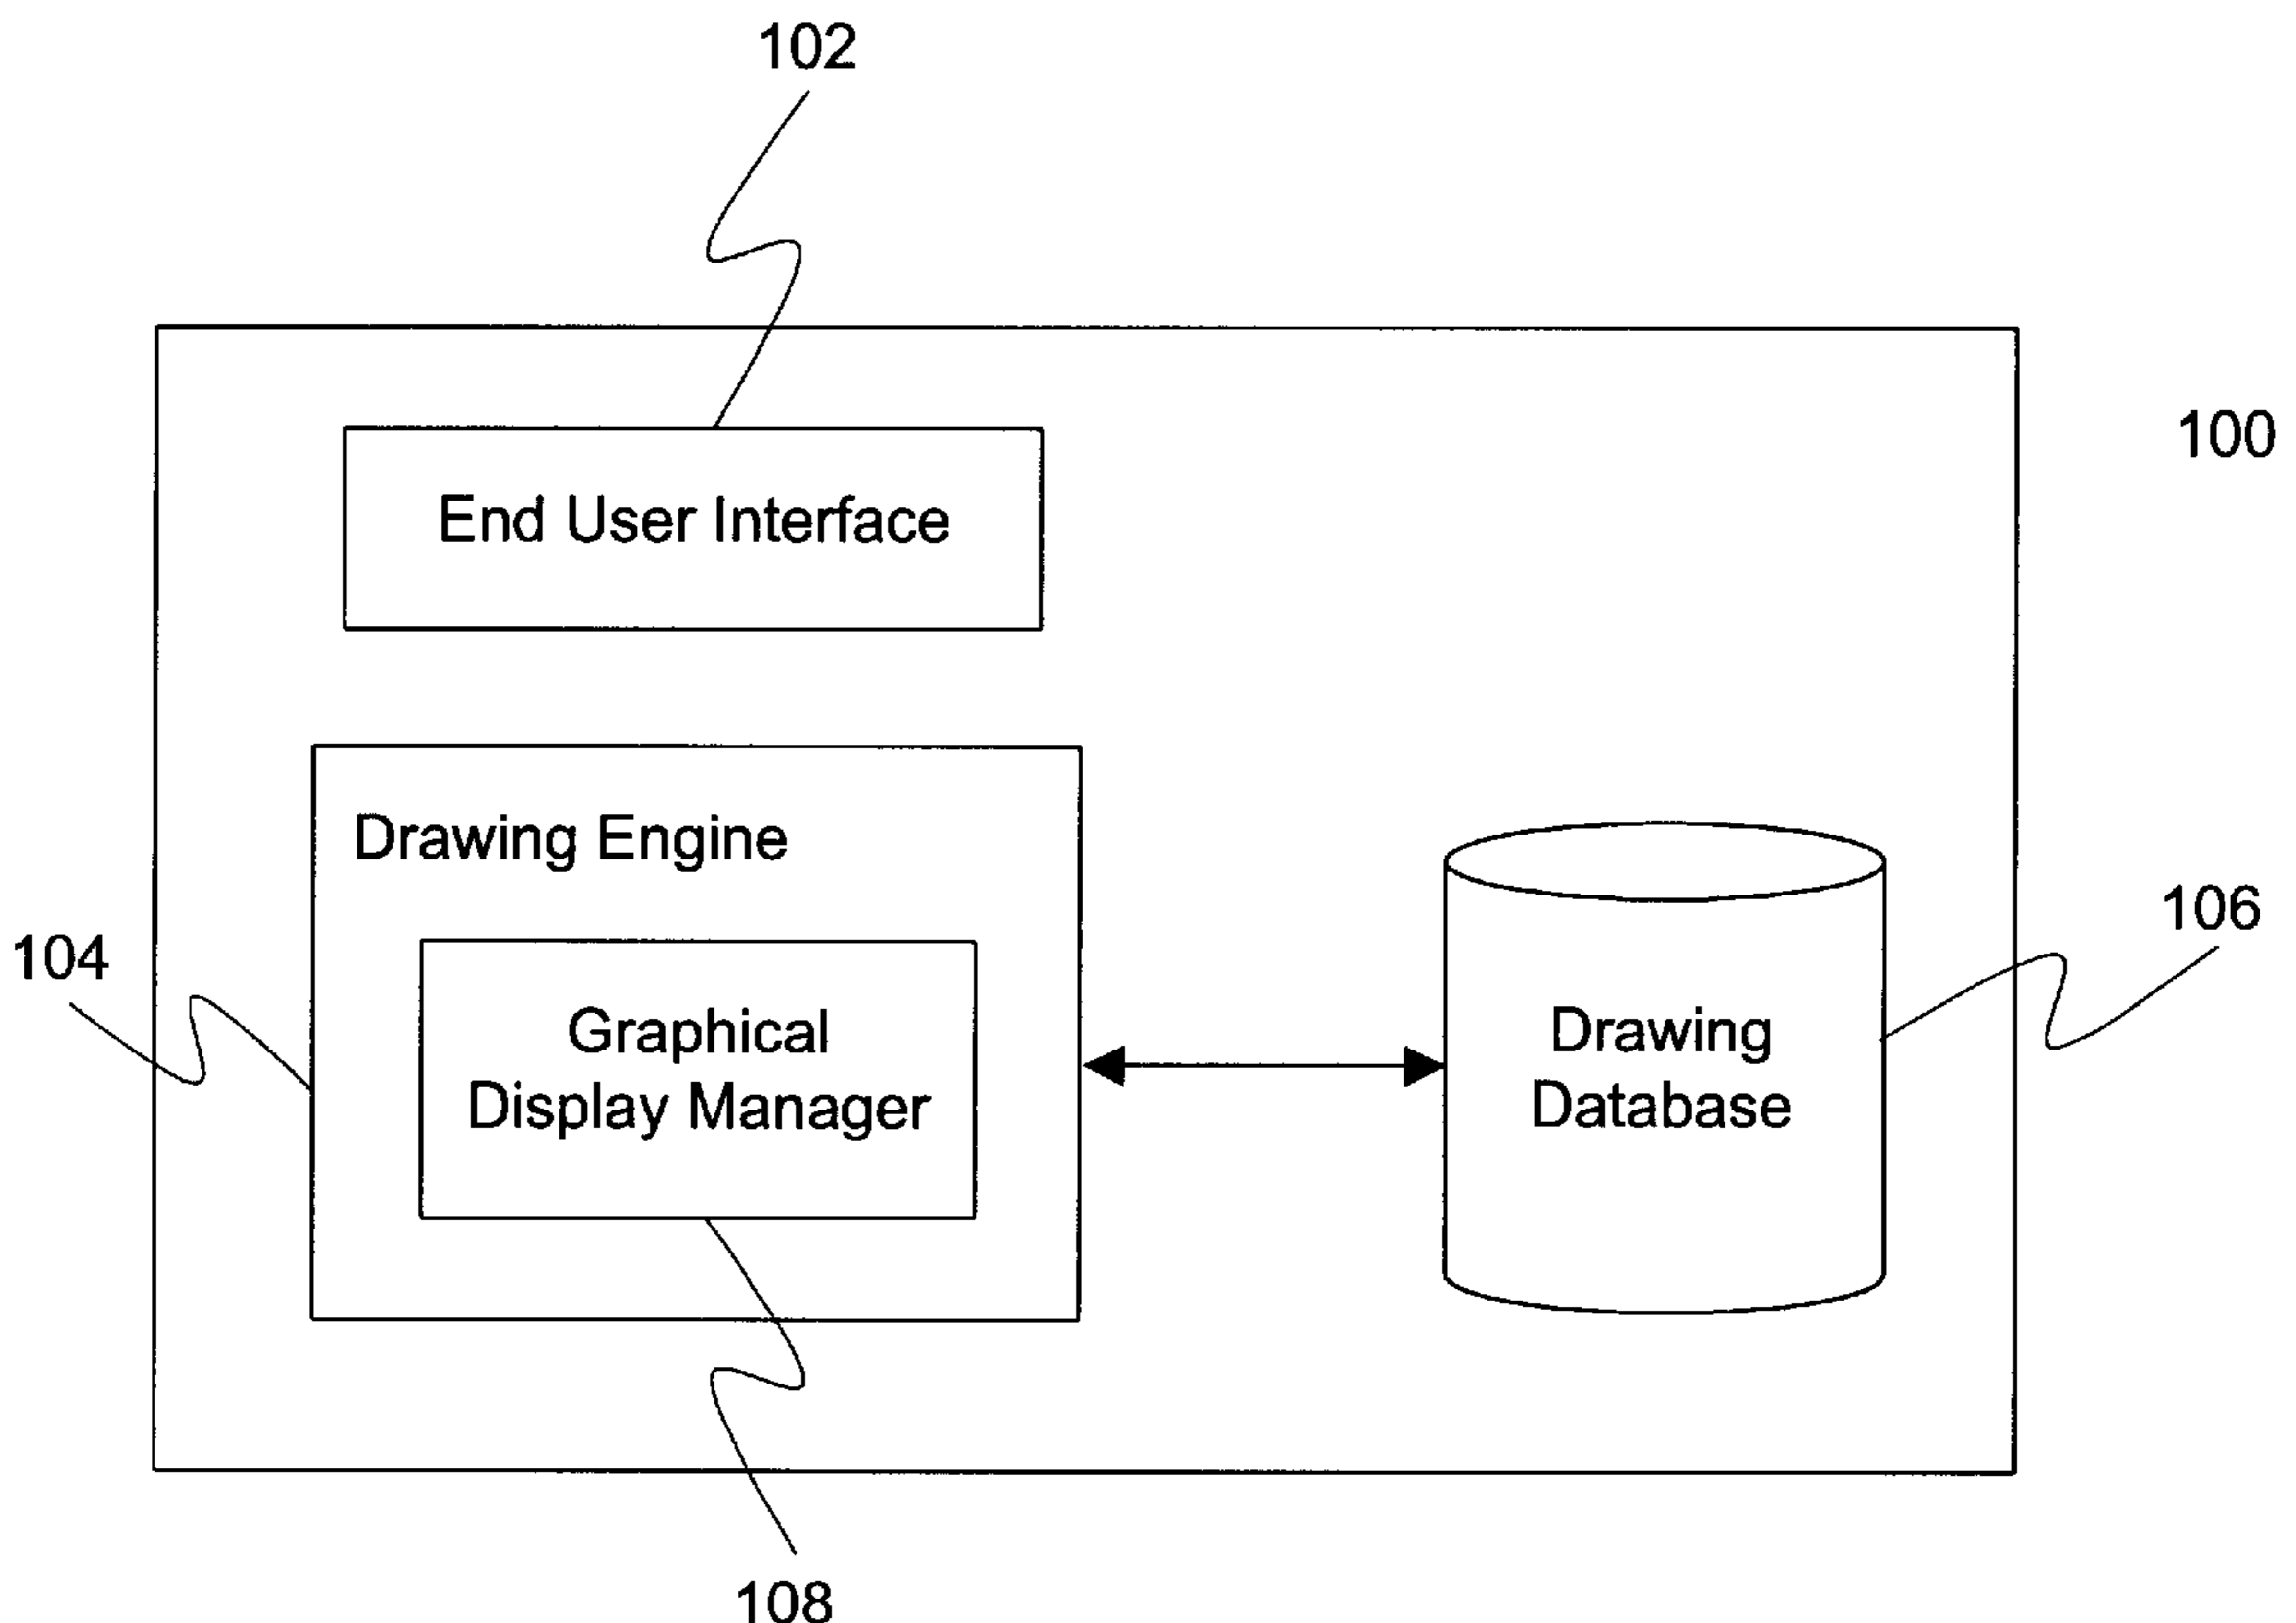 102
100
End User Interface
Drawing Engine
106
104
Graphical
Display Manager
Drawing
Database
108